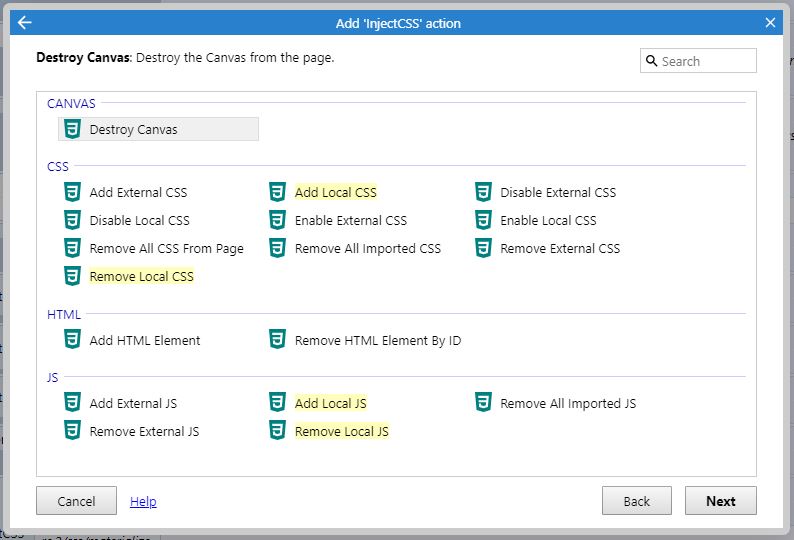 Add 'InjectCSS' action
Destroy Canvas: Destroy the Canvas from the page.
Search
CANVAS
Destroy Canvas
CSS
Add External CSS
Add Local CSS
Disable External CSS
Disable Local CSS
Enable External CSS
Enable Local CSS
Remove All CSS From Page
Remove All Imported CSS
Remove External CSS
Remove Local CSS
HTML
Add HTML Element
Remove HTML Element By ID
JS
Add External JS
Add Local JS
Remove All Imported JS
Remove External JS
Remove Local JS
Cancel
Help
Back
Next